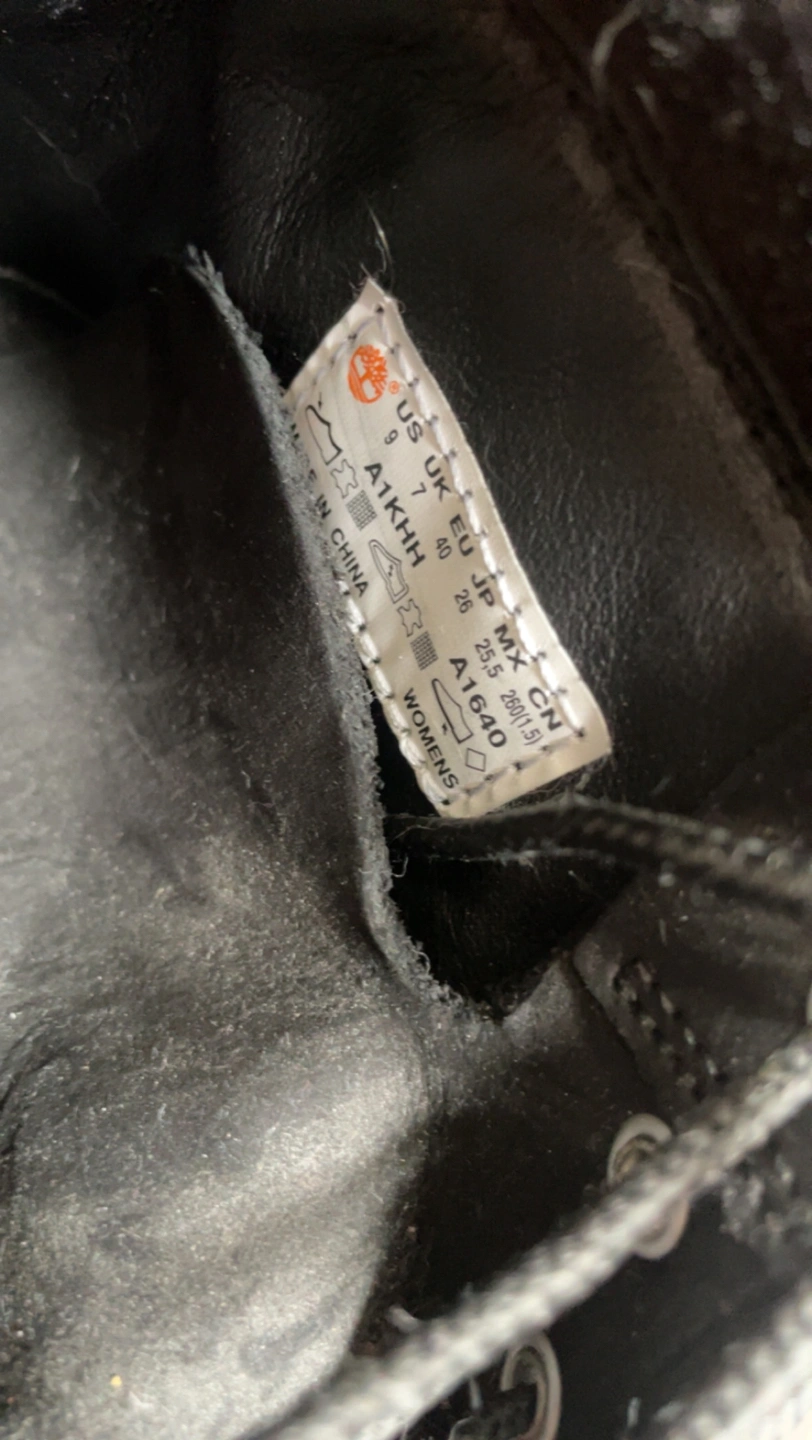 US UK EU JP MX CN
9 7 40 26 25,5 260(1.5)
A1KHH A1640
IN CHINA WOMENS